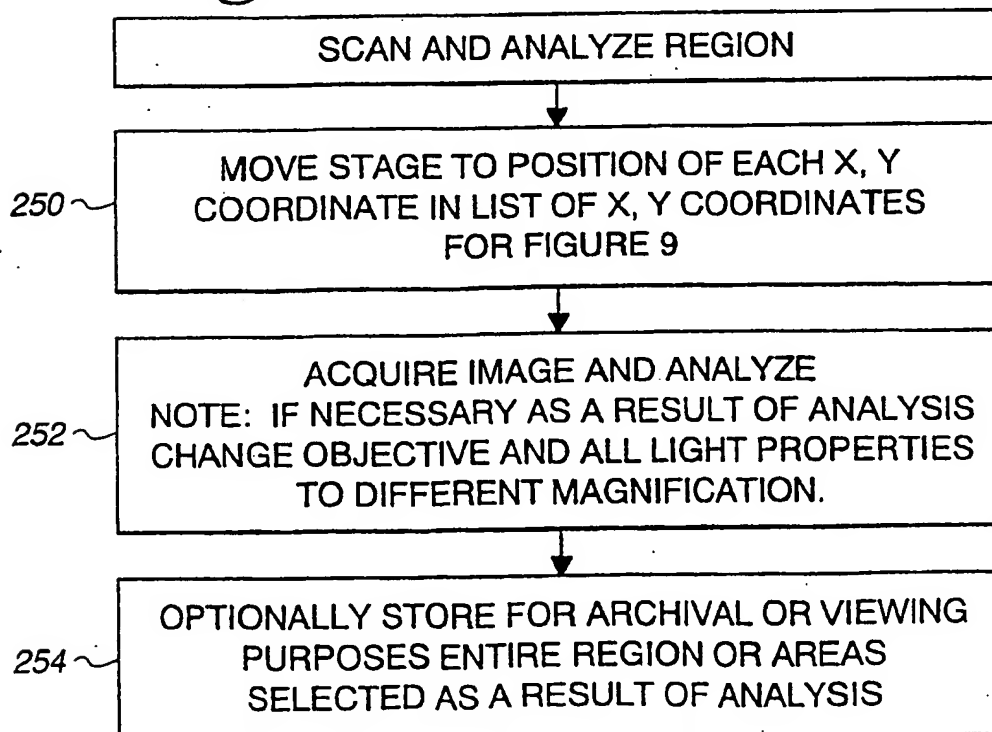 SCAN AND ANALYZE REGION
250
MOVE STAGE TO POSITION OF EACH X, Y
COORDINATE IN LIST OF X, Y COORDINATES
FOR FIGURE 9
252
ACQUIRE IMAGE AND ANALYZE
NOTE: IF NECESSARY AS A RESULT OF ANALYSIS
CHANGE OBJECTIVE AND ALL LIGHT PROPERTIES
TO DIFFERENT MAGNIFICATION.
254
OPTIONALLY STORE FOR ARCHIVAL OR VIEWING
PURPOSES ENTIRE REGION OR AREAS
SELECTED AS A RESULT OF ANALYSIS